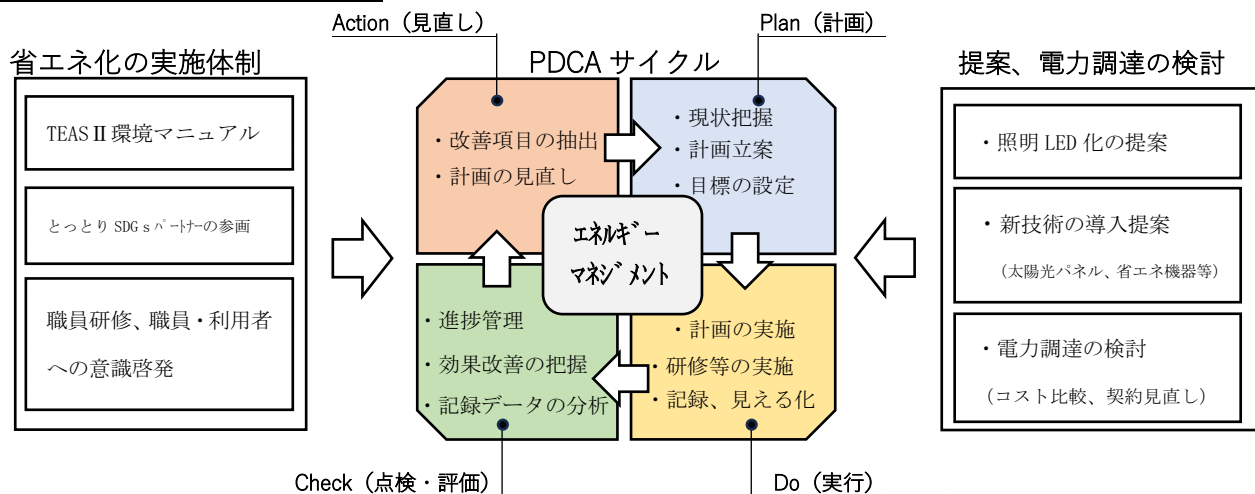 Action（見直し）
Plan（計画）
省エネ化の実施体制
PDCA サイクル
提案、電力調達の検討
TEASⅡ環境マニュアル
とっとり SDGｓﾊﾟｰﾄﾅｰの参画
職員研修、職員・利用者
への意識啓発
・改善項目の抽出
・計画の見直し
・現状把握
・計画立案
・目標の設定
ｴﾈﾙｷﾞｰ
ﾏﾈｼﾞﾒﾝﾄ
・進捗管理
・効果改善の把握
・記録データの分析
・計画の実施
・研修等の実施
・記録、見える化
・照明 LED 化の提案
・新技術の導入提案
（太陽光パネル、省エネ機器等）
・電力調達の検討
（コスト比較、契約見直し）
Check（点検・評価）
Do（実行）